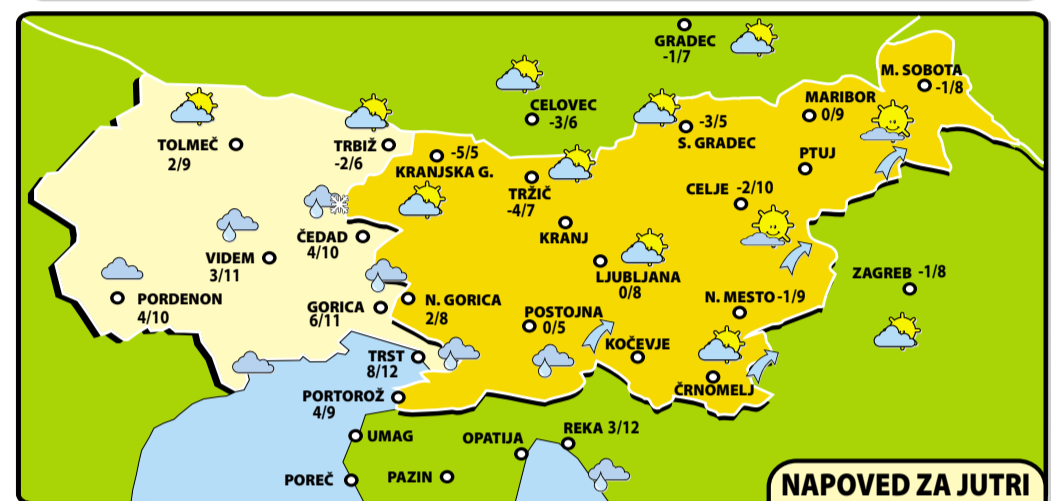 GRADEC
-1/7
M. SOBOTA
-1/8
CELOVEC
-3/6
MARIBOR
0/9
-3/5
S. GRADEC
TOLMEČ
2/9
TRBIŽ
-2/6
-5/5
KRANJSKA G.
TRŽIČ
-4/7
PTUJ
CELJE -2/10
KRANJ
ČEDAD
4/10
VIDEM
3/11
LJUBLJANA
0/8
ZAGREB -1/8
PORDENON
4/10
GORICA
6/11
N. GORICA
2/8
POSTOJNA
0/5
N. MESTO -1/9
KOČEVJE
TRST
8/12
ČRNOMELJ
PORTOROŽ
4/9
UMAG
OPATIJA
REKA 3/12
POREČ
PAZIN
NAPOVED ZA JUTRI